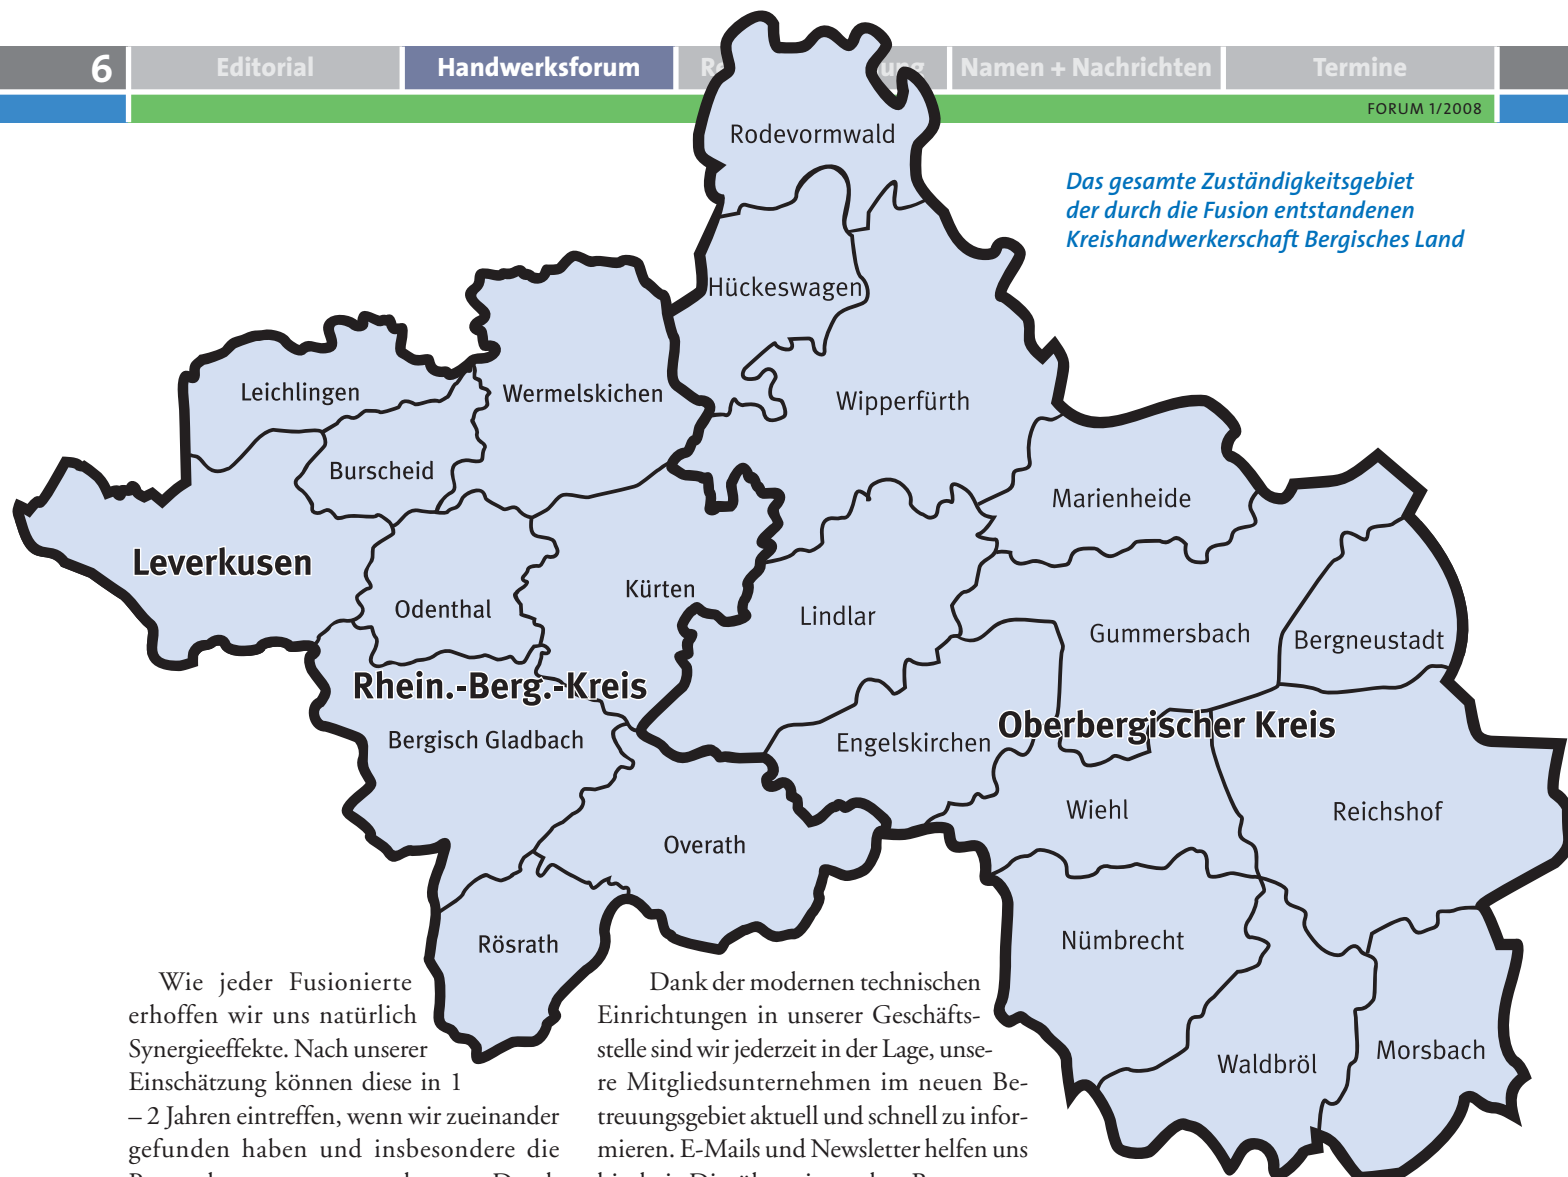 6
Editorial
Handwerksforum
Namen + Nachrichten
Termine
FORUM 1/2008
Das gesamte Zuständigkeitsgebiet
der durch die Fusion entstandenen
Kreishandwerkerschaft Bergisches Land
Rodevormwald
Hückeswagen
Leichlingen
Wermelskichen
Wipperfürth
Burscheid
Marienheide
Leverkusen
Odenthal
Kürten
Lindlar
Gummersbach
Bergneustadt
Rhein.-Berg.-Kreis
Bergisch Gladbach
Engelskirchen
Oberbergischer Kreis
Wiehl
Reichshof
Overath
Rösrath
Nümbrecht
Waldbröl
Morsbach
Wie jeder Fusionierte
erhoffen wir uns natürlich
Synergieeffekte. Nach unserer
Einschätzung können diese in 1
– 2 Jahren eintreffen, wenn wir zueinander
gefunden haben und insbesondere die
Dank der modernen technischen
Einrichtungen in unserer Geschäfts-
stelle sind wir jederzeit in der Lage, unse-
re Mitgliedsunternehmen im neuen Be-
treuungsgebiet aktuell und schnell zu infor-
mieren. E-Mails und Newsletter helfen uns